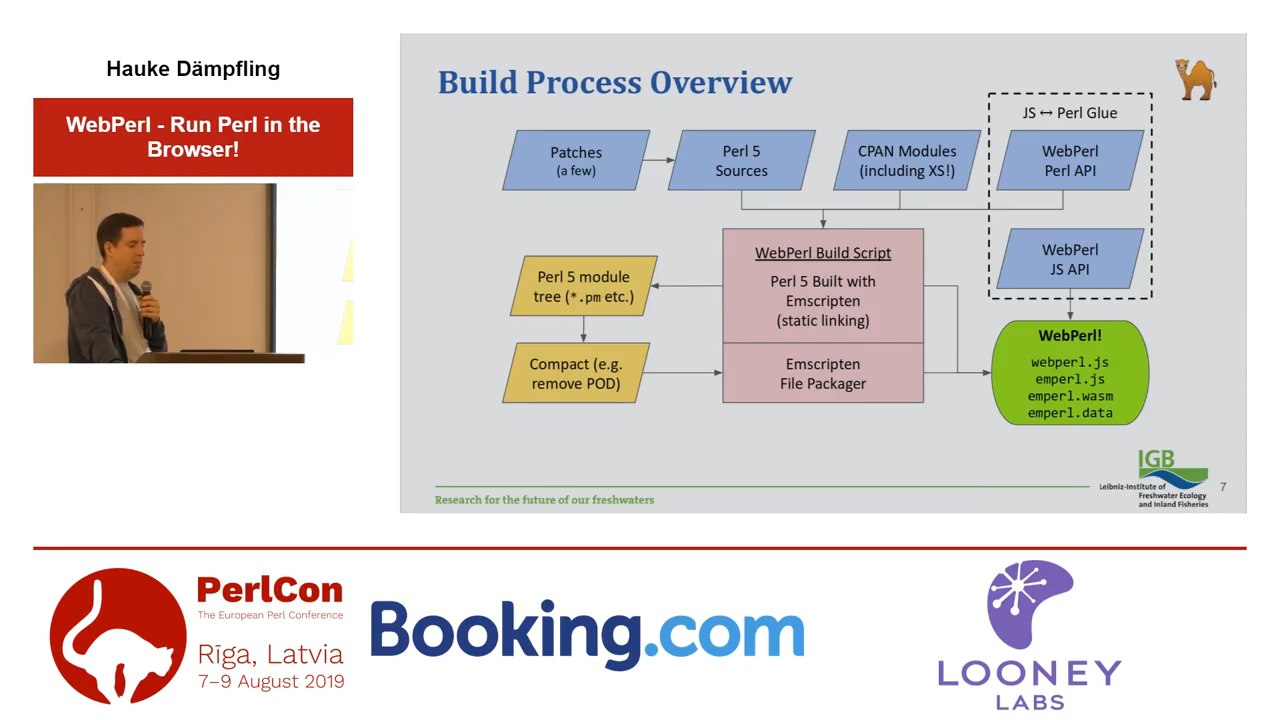 Hauke Dämpfling
WebPerl - Run Perl in the
Browser!
Build Process Overview
JS ↔ Perl Glue
Patches
(a few)
Perl 5
Sources
CPAN Modules
(including XS!)
WebPerl
Perl API
WebPerl
JS API
WebPerl Build Script
Perl 5 Built with
Emscripten
(static linking)
Perl 5 module
tree (*.pm etc.)
Compact (e.g.
remove POD)
Emscripten
File Packager
WebPerl!
webperl.js
emperl.js
emperl.wasm
emperl.data
Research for the future of our freshwaters
IGB
Leibniz-Institute of
Freshwater Ecology
and Inland Fisheries
7
PerlCon
The European Perl Conference
Rīga, Latvia
7–9 August 2019
Booking.com
LOONEY
LABS